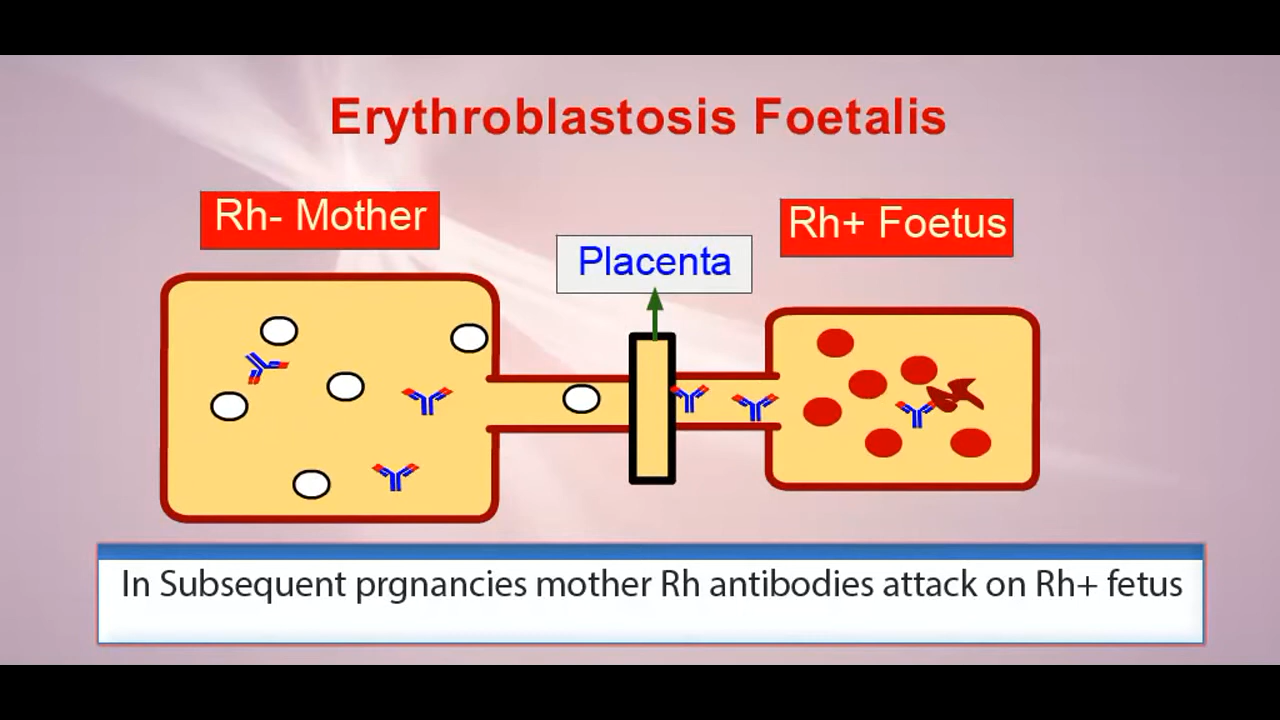 Erythroblastosis Foetalis
Rh- Mother
Rh+ Foetus
Placenta
In Subsequent prgnancies mother Rh antibodies attack on Rh+ fetus